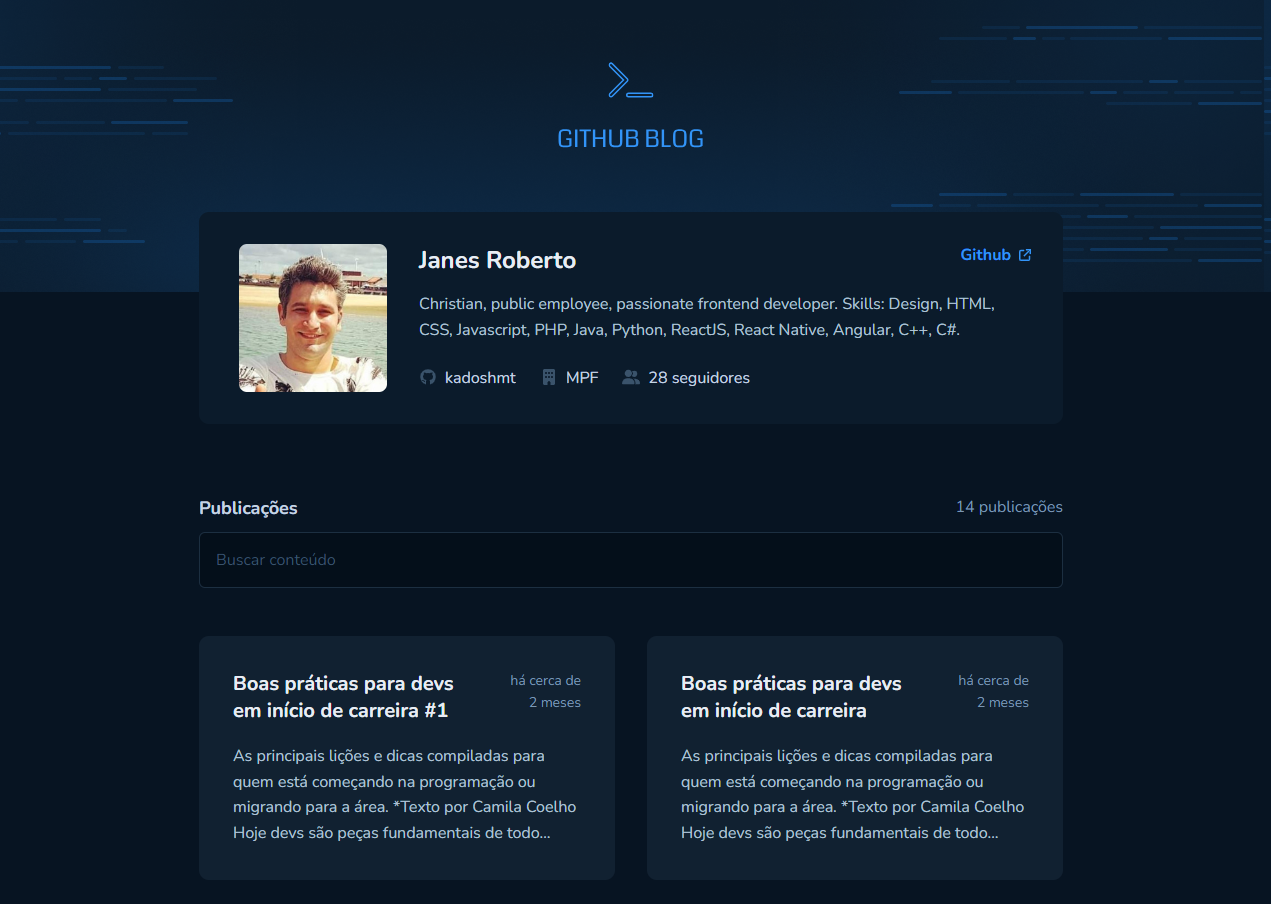 GITHUB BLOG
Janes Roberto
Github
Christian, public employee, passionate frontend developer. Skills: Design, HTML,
CSS, Javascript, PHP, Java, Python, ReactJS, React Native, Angular, C++, C#.
kadoshmt MPF 28 seguidores
Publicações
14 publicações
Buscar conteúdo
Boas práticas para devs
em início de carreira #1
há cerca de
2 meses
As principais lições e dicas compiladas para
quem está começando na programação ou
migrando para a área. *Texto por Camila Coelho
Hoje devs são peças fundamentais de todo...
Boas práticas para devs
em início de carreira
há cerca de
2 meses
As principais lições e dicas compiladas para
quem está começando na programação ou
migrando para a área. *Texto por Camila Coelho
Hoje devs são peças fundamentais de todo...